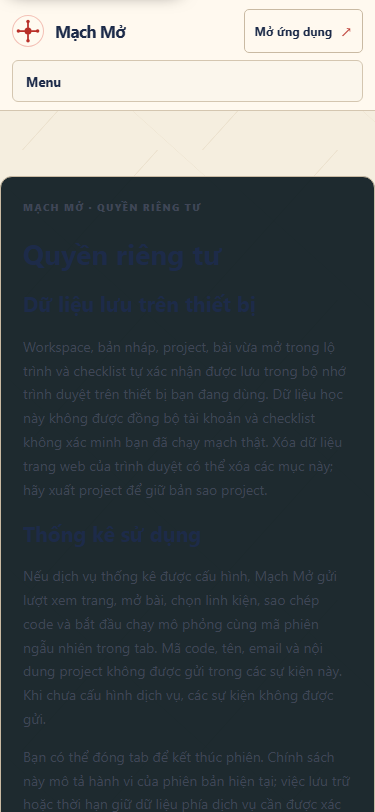 Mạch Mở
Mở ứng dụng ↗
Menu
MẠCH MỞ · QUYỀN RIÊNG TƯ
Quyền riêng tư
Dữ liệu lưu trên thiết bị
Workspace, bản nháp, project, bài vừa mở trong lộ
trình và checklist tự xác nhận được lưu trong bộ nhớ
trình duyệt trên thiết bị bạn đang dùng. Dữ liệu học
này không được đồng bộ tài khoản và checklist
không xác minh bạn đã chạy mạch thật. Xóa dữ liệu
trang web của trình duyệt có thể xóa các mục này;
hãy xuất project để giữ bản sao project.
Thống kê sử dụng
Nếu dịch vụ thống kê được cấu hình, Mạch Mở gửi
lượt xem trang, mở bài, chọn linh kiện, sao chép
code và bắt đầu chạy mô phỏng cùng mã phiên
ngẫu nhiên trong tab. Mã code, tên, email và nội
dung project không được gửi trong các sự kiện này.
Khi chưa cấu hình dịch vụ, các sự kiện không được
gửi.
Bạn có thể đóng tab để kết thúc phiên. Chính sách
này mô tả hành vi của phiên bản hiện tại; việc lưu trữ
hoặc thời hạn giữ dữ liệu phía dịch vụ cần được xác